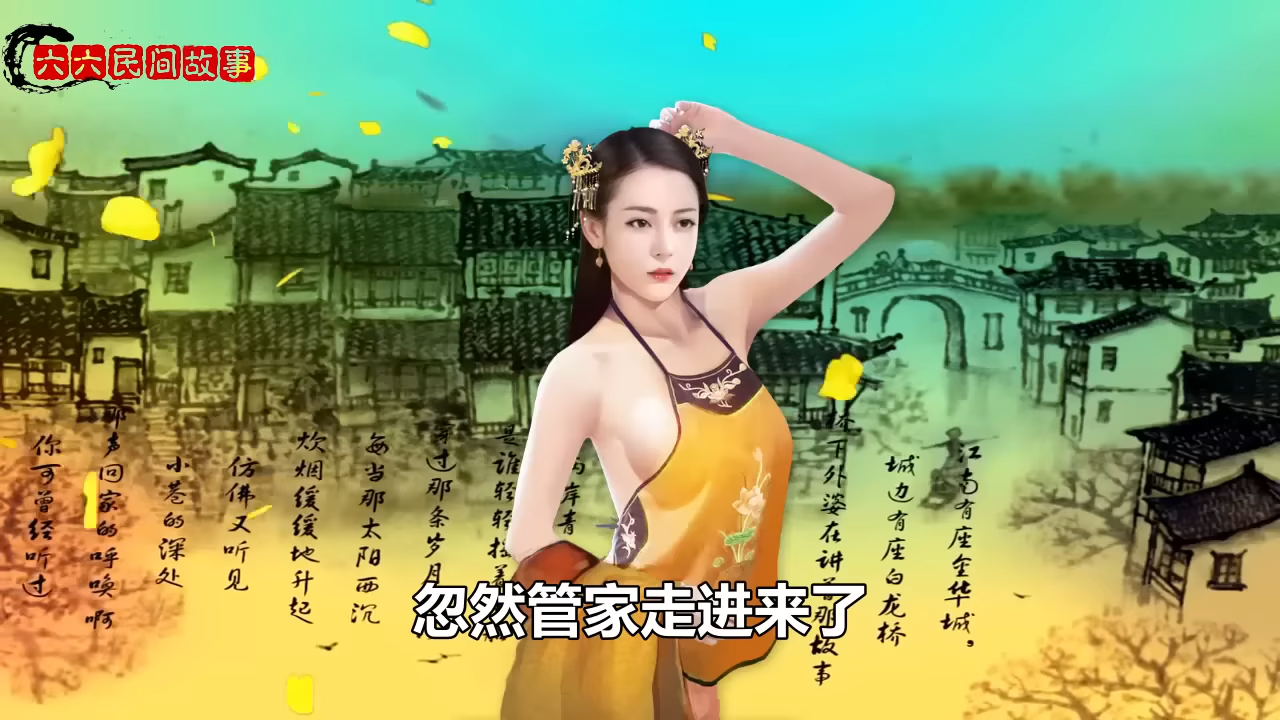 六六民间故事
江南有座金华城，
城边有座白龙桥
下外婆在讲着那故事
岸青
是谁轻轻
过那条岁月
每当那太阳西沉
炊烟缓缓地升起
仿佛又听见
小巷的深处
那声回家的呼唤啊
你可曾经听过
忽然管家走进来了